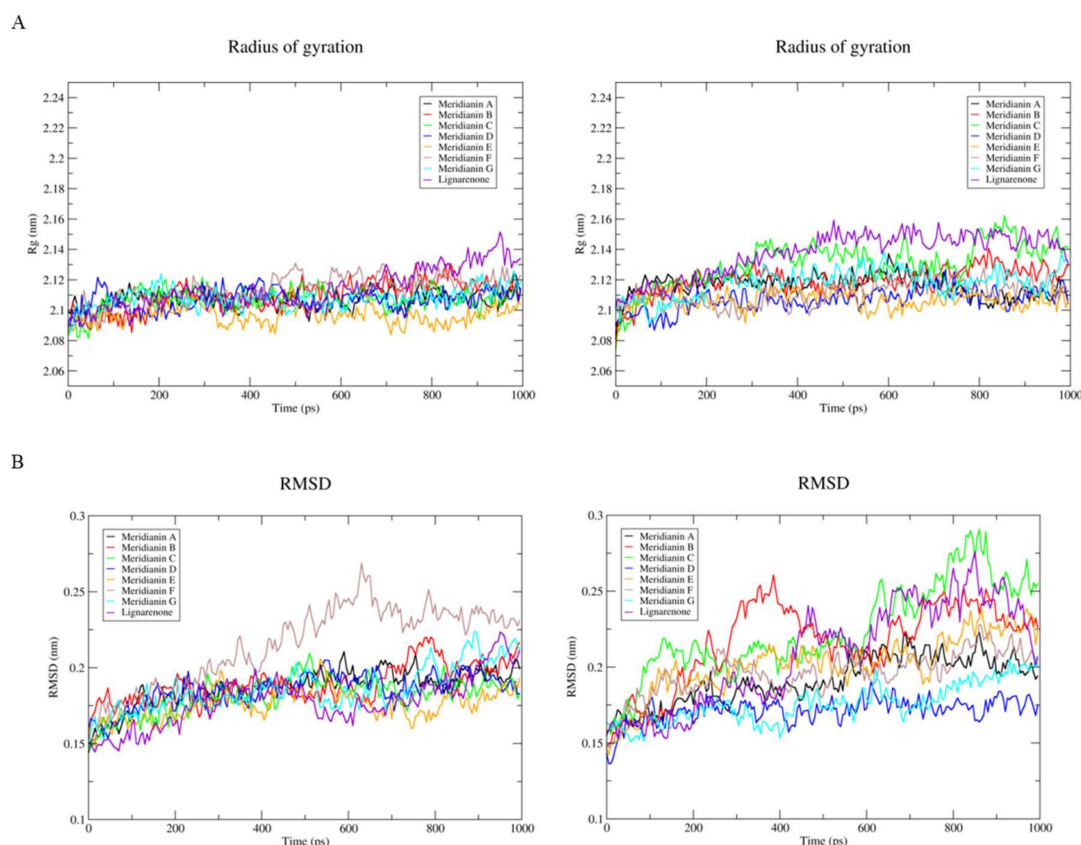 A
Radius of gyration
Radius of gyration
2.24
2.22
2.2
2.18
2.16
2.14
2.12
2.1
2.08
2.06
Rg (nm)
Meridianin A
Meridianin B
Meridianin C
Meridianin D
Meridianin E
Meridianin F
Meridianin G
Lignarenone
0
200
400
600
800
1000
Time (ps)
2.24
2.22
2.2
2.18
2.16
2.14
2.12
2.1
2.08
2.06
Rg (nm)
Meridianin A
Meridianin B
Meridianin C
Meridianin D
Meridianin E
Meridianin F
Meridianin G
Lignarenone
0
200
400
600
800
1000
Time (ps)
B
RMSD
RMSD
0.3
0.25
0.2
0.15
0.1
RMSD (nm)
Meridianin A
Meridianin B
Meridianin C
Meridianin D
Meridianin E
Meridianin F
Meridianin G
Lignarenone
0
200
400
600
800
1000
Time (ps)
0.3
0.25
0.2
0.15
0.1
RMSD (nm)
Meridianin A
Meridianin B
Meridianin C
Meridianin D
Meridianin E
Meridianin F
Meridianin G
Lignarenone
0
200
400
600
800
1000
Time (ps)